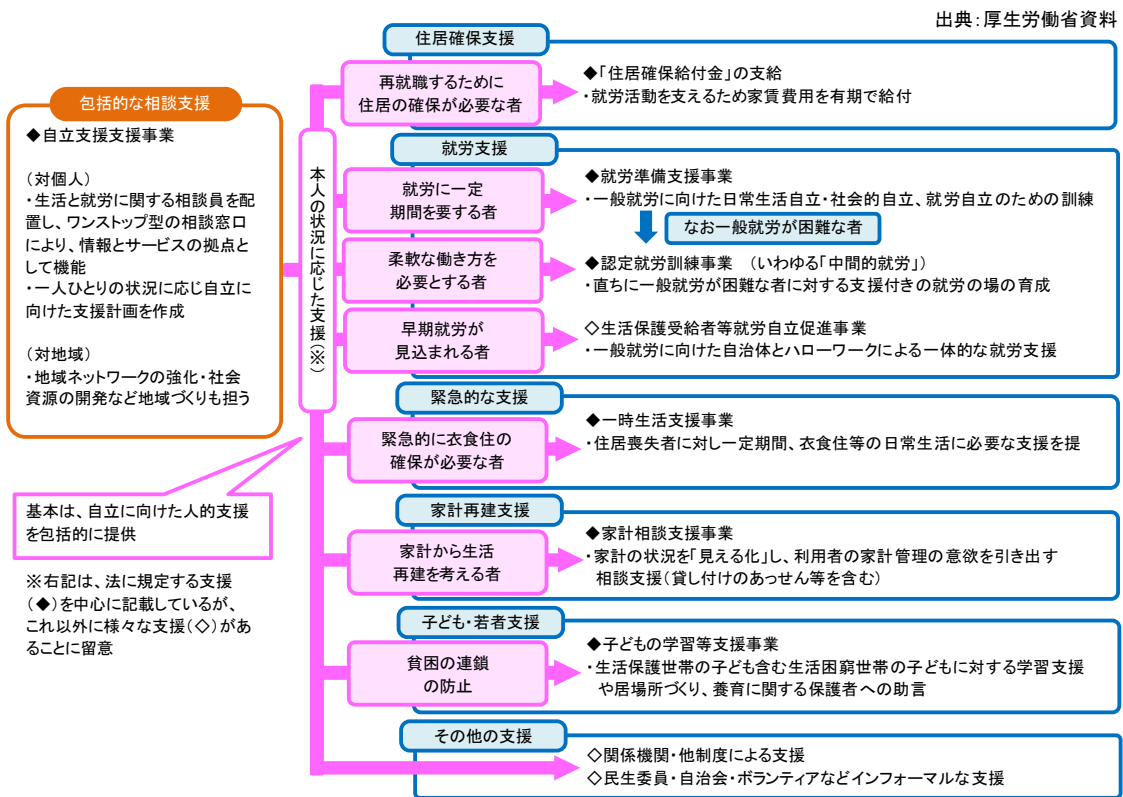 出典：厚生労働省資料
包括的な相談支援
◆自立支援支援事業
（対個人）
・生活と就労に関する相談員を配
置し、ワンストップ型の相談窓口
により、情報とサービスの拠点と
して機能
・一人ひとりの状況に応じ自立に
向けた支援計画を作成
（対地域）
・地域ネットワークの強化・社会
資源の開発など地域づくりも担う
基本は、自立に向けた人的支援
を包括的に提供
※右記は、法に規定する支援
（◆）を中心に記載しているが、
これ以外に様々な支援（◇）があ
ることに留意
本人の状況に応じた支援（※）
住居確保支援
再就職するために
住居の確保が必要な者
◆「住居確保給付金」の支給
・就労活動を支えるため家賃費用を有期で給付
就労支援
就労に一定
期間を要する者
◆就労準備支援事業
・一般就労に向けた日常生活自立・社会的自立、就労自立のための訓練
なお一般就労が困難な者
柔軟な働き方を
必要とする者
◆認定就労訓練事業　（いわゆる「中間的就労」）
・直ちに一般就労が困難な者に対する支援付きの就労の場の育成
早期就労が
見込まれる者
◇生活保護受給者等就労自立促進事業
・一般就労に向けた自治体とハローワークによる一体的な就労支援
緊急的な支援
緊急的に衣食住の
確保が必要な者
◆一時生活支援事業
・住居喪失者に対し一定期間、衣食住等の日常生活に必要な支援を提
家計再建支援
家計から生活
再建を考える者
◆家計相談支援事業
・家計の状況を「見える化」し、利用者の家計管理の意欲を引き出す
相談支援（貸し付けのあっせん等を含む）
子ども・若者支援
貧困の連鎖
の防止
◆子どもの学習等支援事業
・生活保護世帯の子ども含む生活困窮世帯の子どもに対する学習支援
や居場所づくり、養育に関する保護者への助言
その他の支援
◇関係機関・他制度による支援
◇民生委員・自治会・ボランティアなどインフォーマルな支援